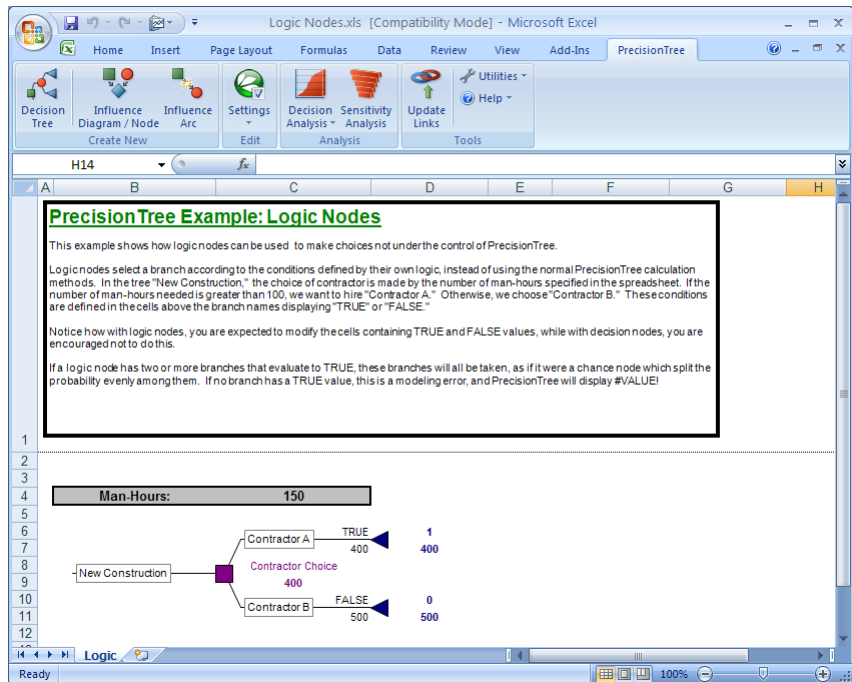 Logic Nodes.xls [Compatibility Mode] - Microsoft Excel
Home Insert Page Layout Formulas Data Review View Add-Ins PrecisionTree
Decision Tree
Influence Diagram / Node
Influence Arc
Settings
Decision Analysis
Sensitivity Analysis
Update Links
Utilities
Help
Create New Edit Analysis Tools
H14 fx
A B C D E F G H
PrecisionTree Example: Logic Nodes
This example shows how logic nodes can be used to make choices not under the control of PrecisionTree.
Logic nodes select a branch according to the conditions defined by their own logic, instead of using the normal PrecisionTree calculation
methods. In the tree "New Construction," the choice of contractor is made by the number of man-hours specified in the spreadsheet. If the
number of man-hours needed is greater than 100, we want to hire "Contractor A." Otherwise, we choose "Contractor B." These conditions
are defined in the cells above the branch names displaying "TRUE" or "FALSE."
Notice how with logic nodes, you are expected to modify the cells containing TRUE and FALSE values, while with decision nodes, you are
encouraged not to do this.
If a logic node has two or more branches that evaluate to TRUE, these branches will all be taken, as if it were a chance node which split the
probability evenly among them. If no branch has a TRUE value, this is a modeling error, and PrecisionTree will display #VALUE!
1
2
3
4 Man-Hours: 150
5
6 TRUE 1
Contractor A
7 400 400
8 Contractor Choice
New Construction
9 400
10 FALSE 0
Contractor B
11 500 500
12
Logic
Ready 100%